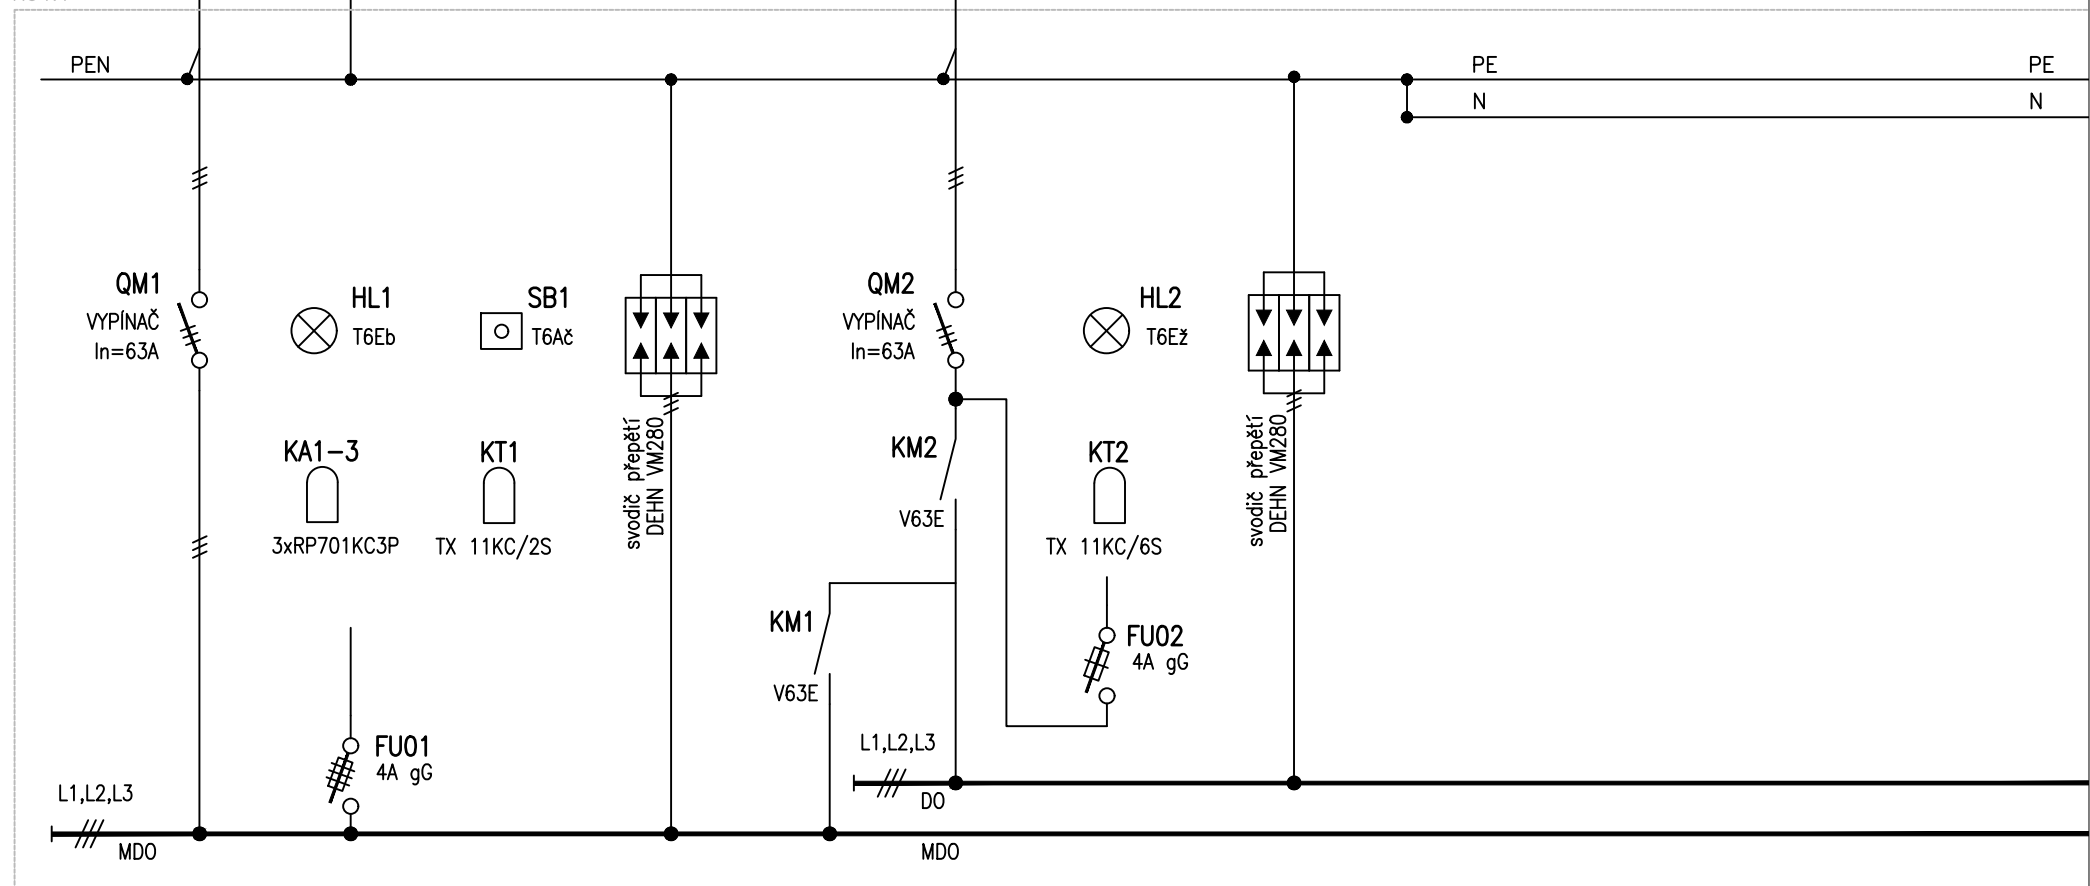 PEN
PE
PE
N
N
QM1
VYPÍNAČ
In=63A
HL1
T6Eb
SB1
T6Ač
QM2
VYPÍNAČ
In=63A
HL2
T6Ež
svodič přepětí
DEHN VM280
svodič přepětí
DEHN VM280
KA1-3
3xRP701KC3P
KT1
TX 11KC/2S
KM2
V63E
KT2
TX 11KC/6S
KM1
V63E
FU02
4A gG
FU01
4A gG
L1,L2,L3
DO
L1,L2,L3
MDO
MDO